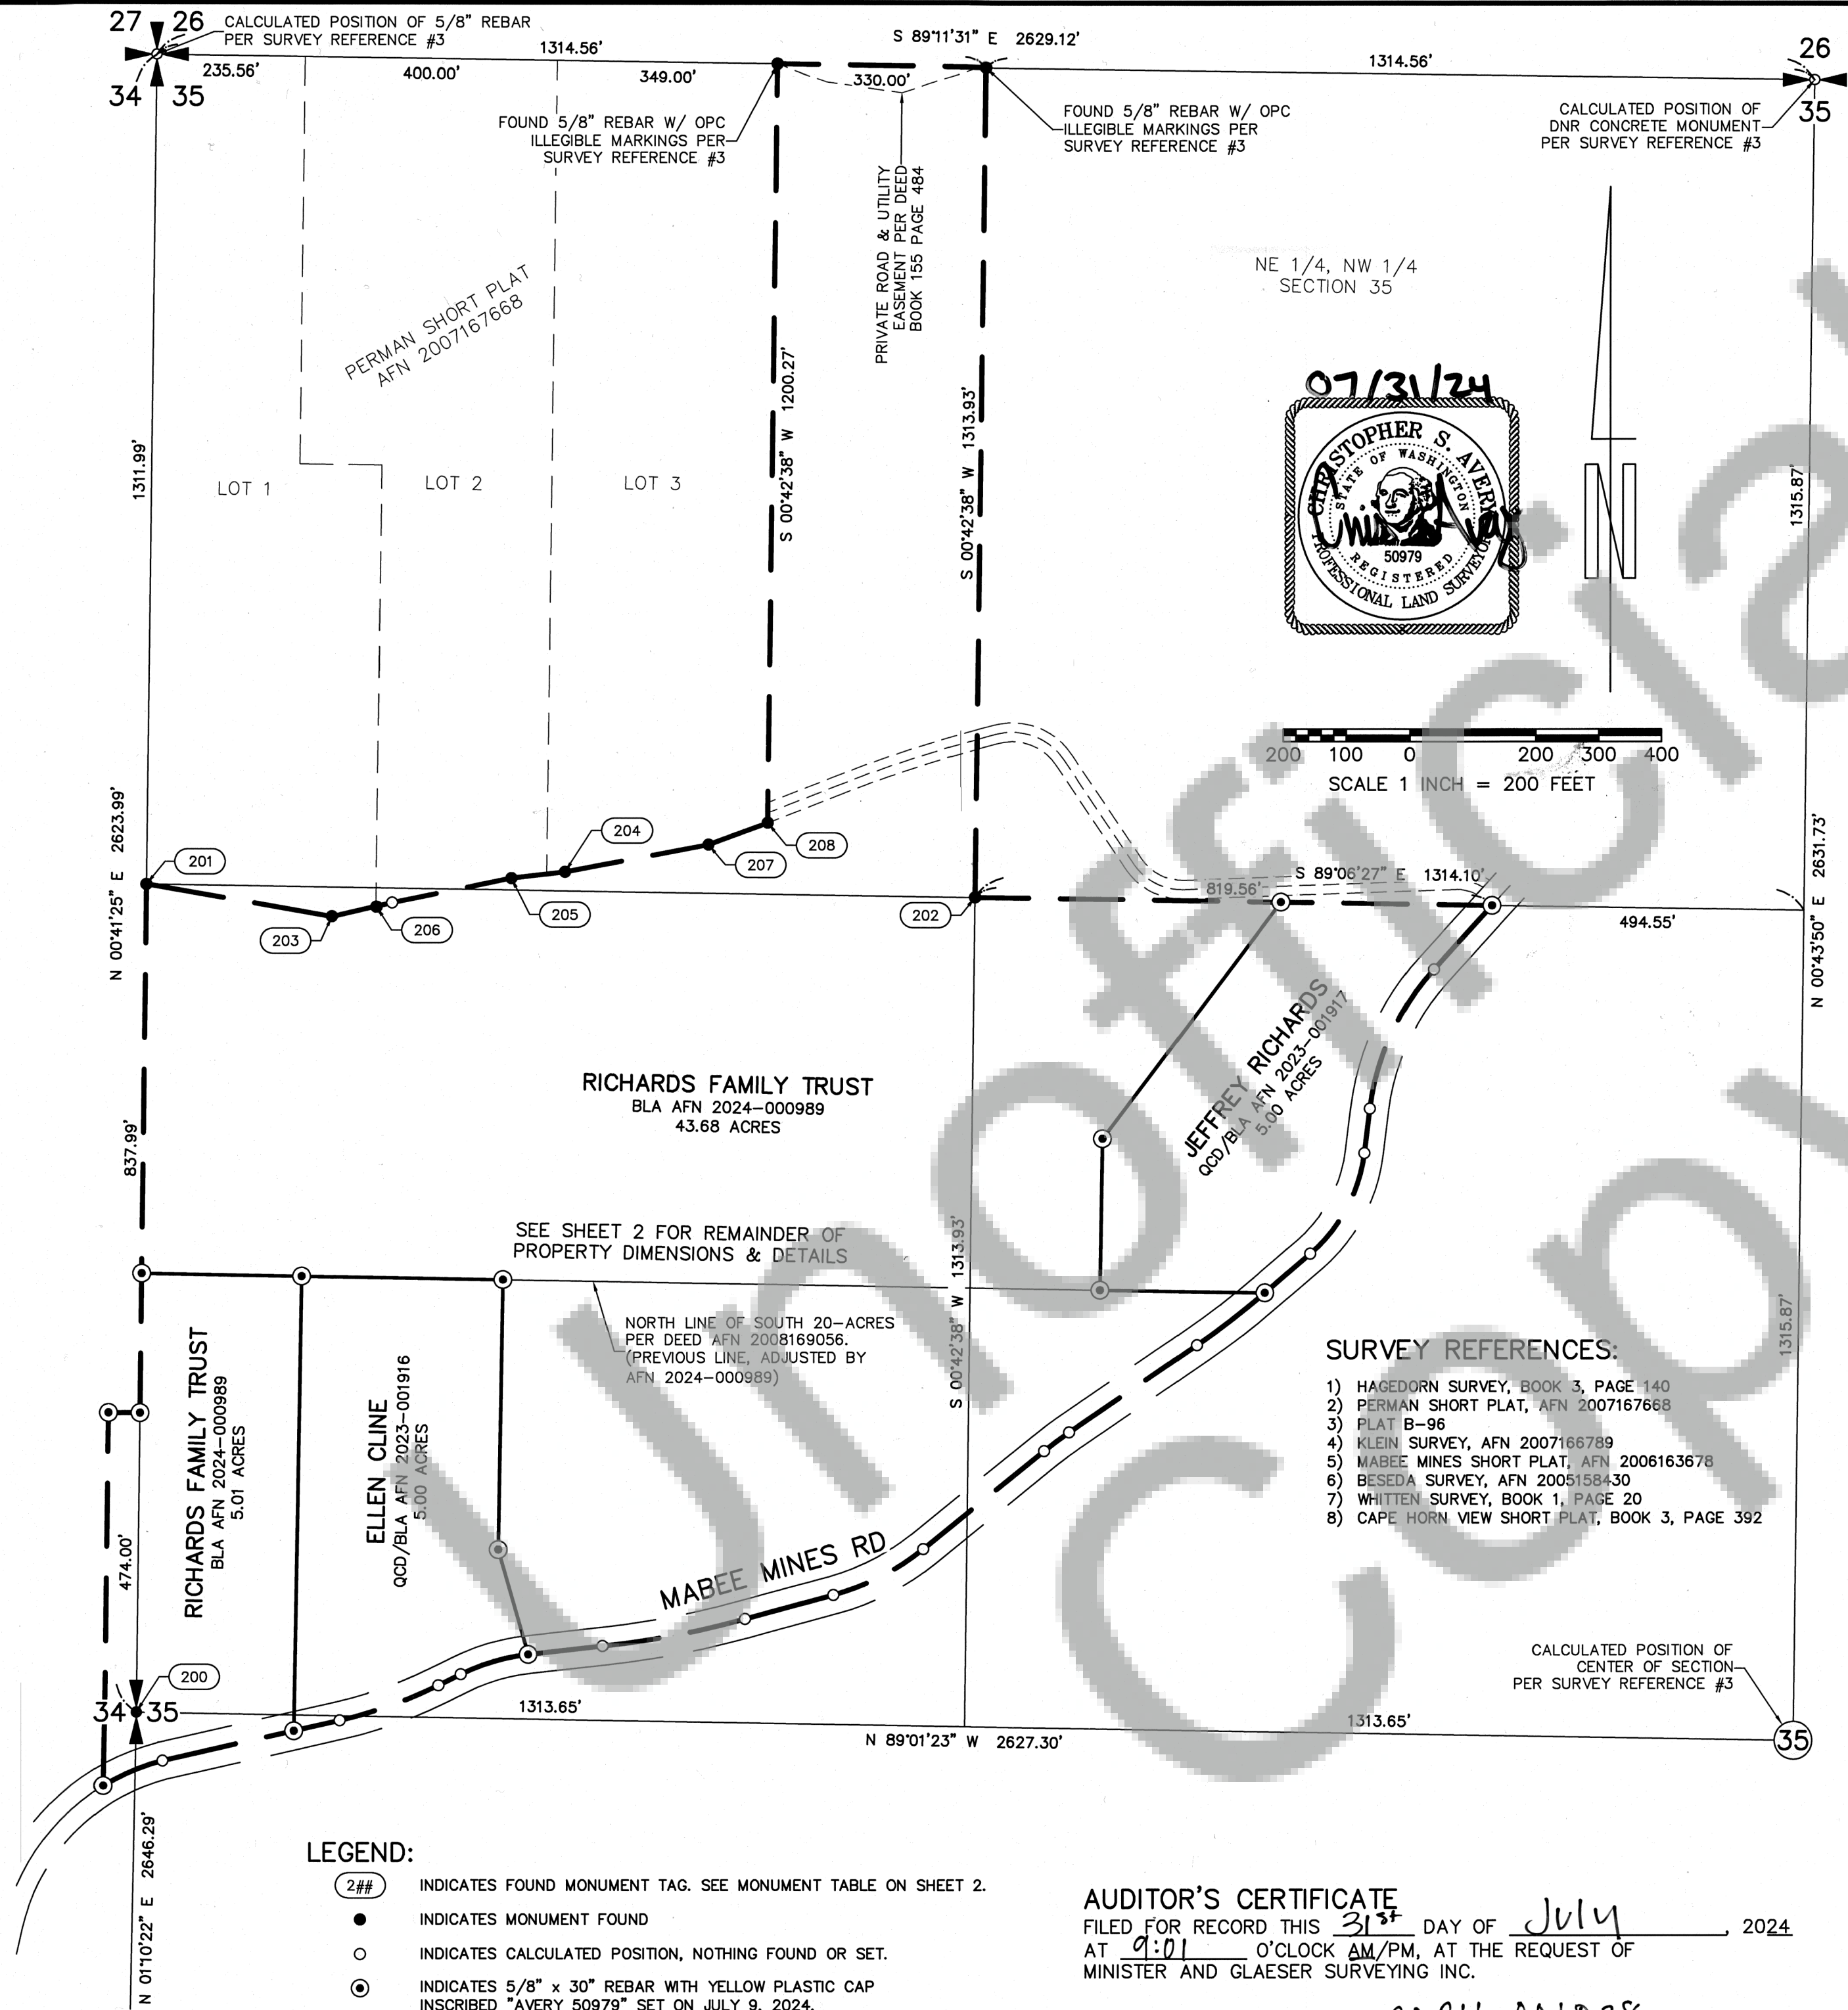 27 26
34 35
CALCULATED POSITION OF 5/8" REBAR
PER SURVEY REFERENCE #3
235.56'
400.00'
1314.56'
349.00'
330.00'
S 89°11'31" E 2629.12'
1314.56'
26
35
FOUND 5/8" REBAR W/ OPC
ILLEGIBLE MARKINGS PER
SURVEY REFERENCE #3
FOUND 5/8" REBAR W/ OPC
ILLEGIBLE MARKINGS PER
SURVEY REFERENCE #3
CALCULATED POSITION OF
DNR CONCRETE MONUMENT
PER SURVEY REFERENCE #3
PRIVATE ROAD & UTILITY
EASEMENT PER DEED
BOOK 155 PAGE 484
NE 1/4, NW 1/4
SECTION 35
PERMAN SHORT PLAT
AFN 2007167668
S 00°42'38" W 1200.27'
S 00°42'38" W 1313.93'
1311.99'
LOT 1
LOT 2
LOT 3
07/31/24
CHRISTOPHER S. AVERY
STATE OF WASHINGTON
50979
REGISTERED
PROFESSIONAL LAND SURVEYOR
1315.87'
N
200 100 0 200 300 400
SCALE 1 INCH = 200 FEET
N 00°41'25" E 2623.99'
N 00°43'50" E 2631.73'
201
204
208
207
205
206
203
202
819.56'
S 89°06'27" E 1314.10'
494.55'
RICHARDS FAMILY TRUST
BLA AFN 2024-000989
43.68 ACRES
JEFFREY RICHARDS
QCD/BLA AFN 2023-001917
5.00 ACRES
837.99'
SEE SHEET 2 FOR REMAINDER OF
PROPERTY DIMENSIONS & DETAILS
NORTH LINE OF SOUTH 20-ACRES
PER DEED AFN 2008169056.
(PREVIOUS LINE, ADJUSTED BY
AFN 2024-000989)
S 00°42'38" W 1313.93'
1315.87'
RICHARDS FAMILY TRUST
BLA AFN 2024-000989
5.01 ACRES
ELLEN CLINE
QCD/BLA AFN 2023-001916
5.00 ACRES
474.00'
SURVEY REFERENCES:
1) HAGEDORN SURVEY, BOOK 3, PAGE 140
2) PERMAN SHORT PLAT, AFN 2007167668
3) PLAT B-96
4) KLEIN SURVEY, AFN 2007166789
5) MABEE MINES SHORT PLAT, AFN 2006163678
6) BESEDA SURVEY, AFN 2005158430
7) WHITTEN SURVEY, BOOK 1, PAGE 20
8) CAPE HORN VIEW SHORT PLAT, BOOK 3, PAGE 392
MABEE MINES RD
200
34 35
1313.65'
N 89°01'23" W 2627.30'
1313.65'
CALCULATED POSITION OF
CENTER OF SECTION
PER SURVEY REFERENCE #3
35
N 01°10'22" E 2646.29'
LEGEND:
2## INDICATES FOUND MONUMENT TAG. SEE MONUMENT TABLE ON SHEET 2.
INDICATES MONUMENT FOUND
INDICATES CALCULATED POSITION, NOTHING FOUND OR SET.
INDICATES 5/8" x 30" REBAR WITH YELLOW PLASTIC CAP
INSCRIBED "AVERY 50979" SET ON JULY 9, 2024.
AUDITOR'S CERTIFICATE
FILED FOR RECORD THIS 31st DAY OF July, 2024
AT 9:01 O'CLOCK AM/PM, AT THE REQUEST OF
MINISTER AND GLAESER SURVEYING INC.